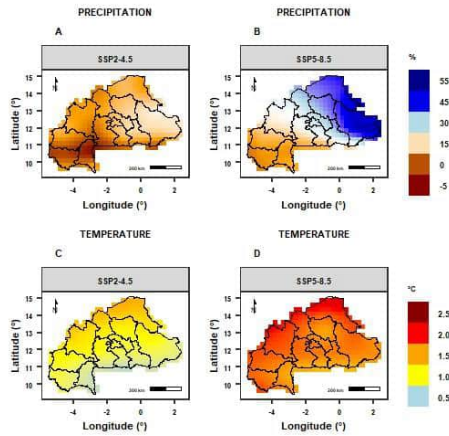 PRECIPITATION
PRECIPITATION
A
B
SSP2-4.5
SSP5-8.5
%
55
45
30
15
0
-5
Latitude (°)
15
14
13
12
11
10
N
200 km
-4
-2
0
2
Longitude (°)
Latitude (°)
15
14
13
12
11
10
N
200 km
-4
-2
0
2
Longitude (°)
TEMPERATURE
TEMPERATURE
C
D
SSP2-4.5
SSP5-8.5
°C
2.5
2.0
1.5
1.0
0.5
Latitude (°)
15
14
13
12
11
10
N
200 km
-4
-2
0
2
Longitude (°)
Latitude (°)
15
14
13
12
11
10
N
200 km
-4
-2
0
2
Longitude (°)